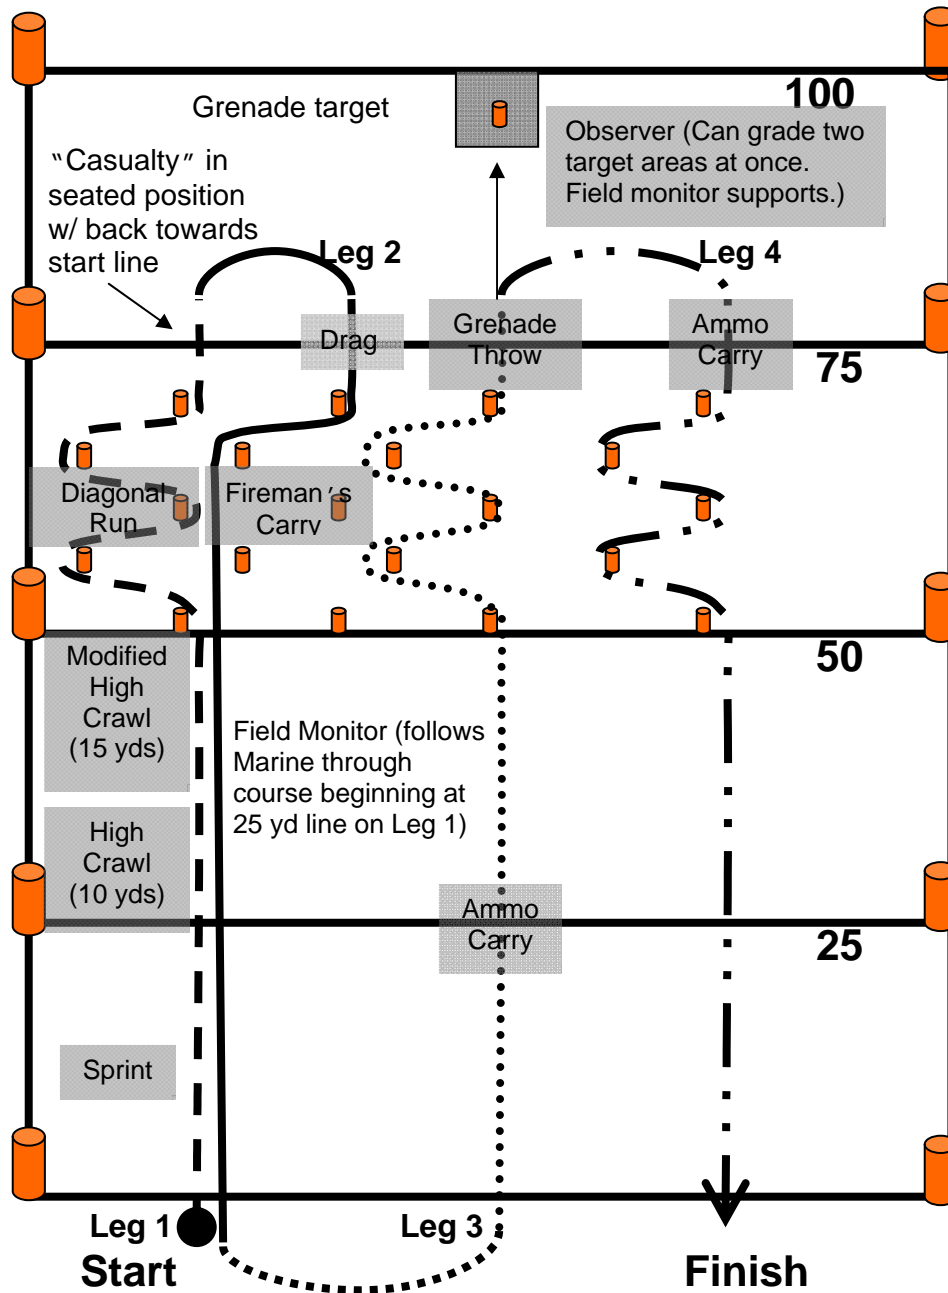 100
Grenade target
Observer (Can grade two
target areas at once.
Field monitor supports.)
“Casualty” in
seated position
w/ back towards
start line
Leg 2
Leg 4
Drag
Grenade
Throw
Ammo
Carry
75
Diagonal
Run
Fireman’s
Carry
50
Modified
High
Crawl
(15 yds)
Field Monitor (follows
Marine through
course beginning at
25 yd line on Leg 1)
High
Crawl
(10 yds)
Ammo
Carry
25
Sprint
Leg 1
Leg 3
Start
Finish